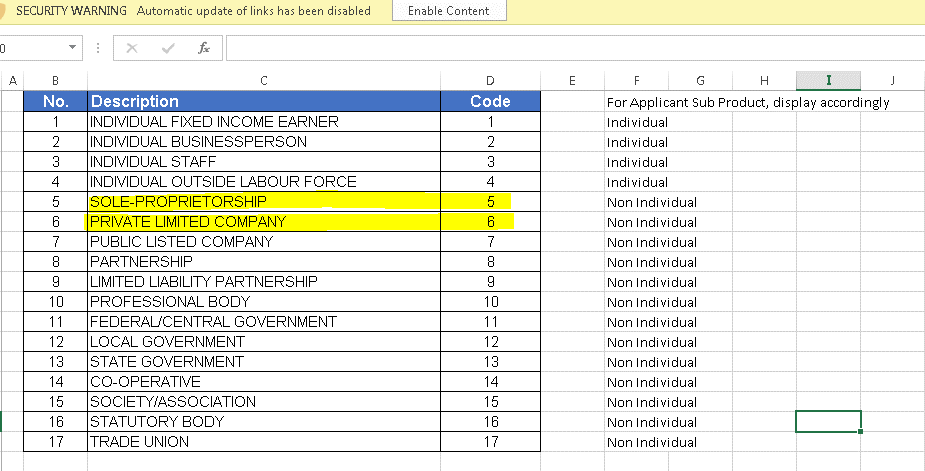 SECURITY WARNING Automatic update of links has been disabled Enable Content
0 fx
A B C D E F G H I J
No. Description Code For Applicant Sub Product, display accordingly
1 INDIVIDUAL FIXED INCOME EARNER 1 Individual
2 INDIVIDUAL BUSINESSPERSON 2 Individual
3 INDIVIDUAL STAFF 3 Individual
4 INDIVIDUAL OUTSIDE LABOUR FORCE 4 Individual
5 SOLE-PROPRIETORSHIP 5 Non Individual
6 PRIVATE LIMITED COMPANY 6 Non Individual
7 PUBLIC LISTED COMPANY 7 Non Individual
8 PARTNERSHIP 8 Non Individual
9 LIMITED LIABILITY PARTNERSHIP 9 Non Individual
10 PROFESSIONAL BODY 10 Non Individual
11 FEDERAL/CENTRAL GOVERNMENT 11 Non Individual
12 LOCAL GOVERNMENT 12 Non Individual
13 STATE GOVERNMENT 13 Non Individual
14 CO-OPERATIVE 14 Non Individual
15 SOCIETY/ASSOCIATION 15 Non Individual
16 STATUTORY BODY 16 Non Individual
17 TRADE UNION 17 Non Individual